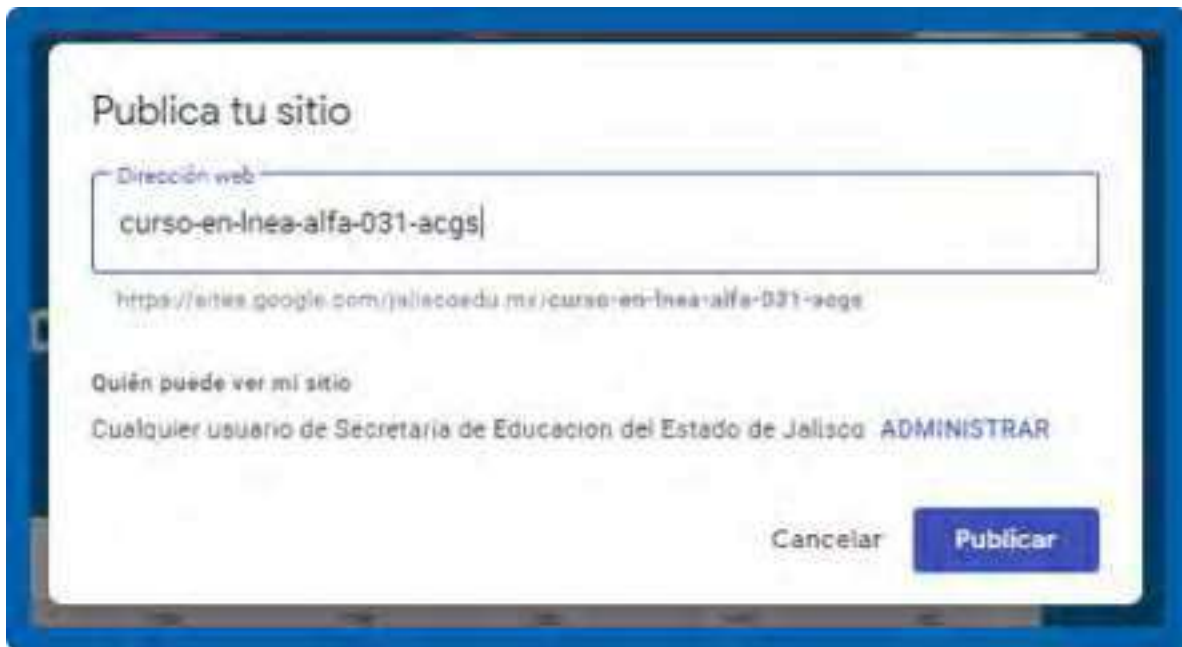 Publica tu sitio
Dirección web
curso-en-lnea-alfa-031-acgs
https://sites.google.com/jaliscoedu.mx/curso-en-lnea-alfa-031-acgs
Quién puede ver mi sitio
Cualquier usuario de Secretaria de Educacion del Estado de Jalisco ADMINISTRAR
Cancelar Publicar